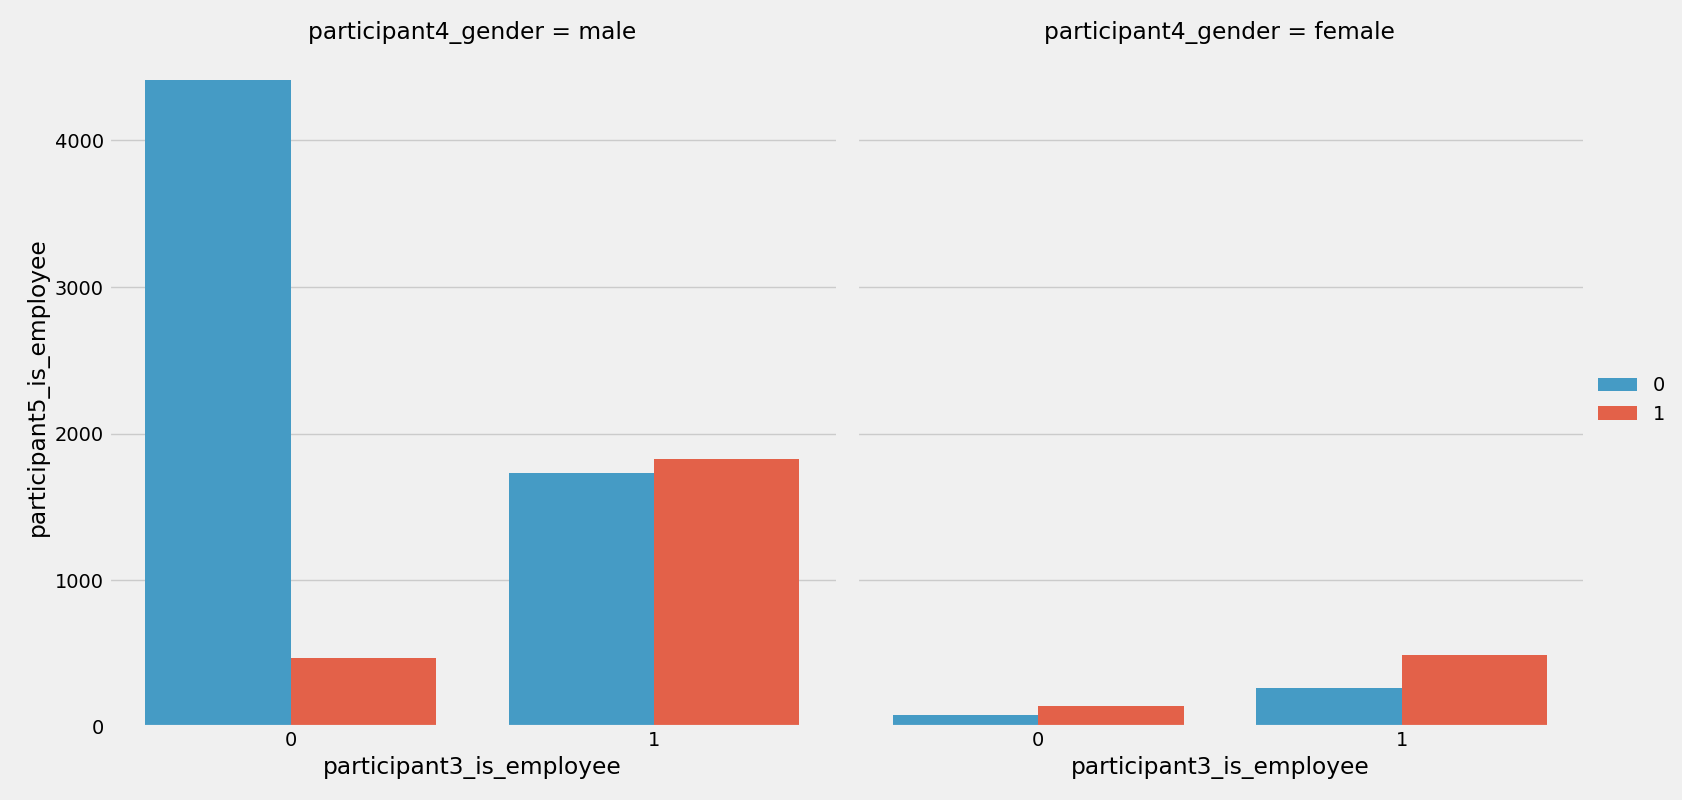 participant4_gender = male
participant4_gender = female
participant5_is_employee
4000
3000
2000
1000
0
0
1
participant3_is_employee
0
1
participant3_is_employee
0
1